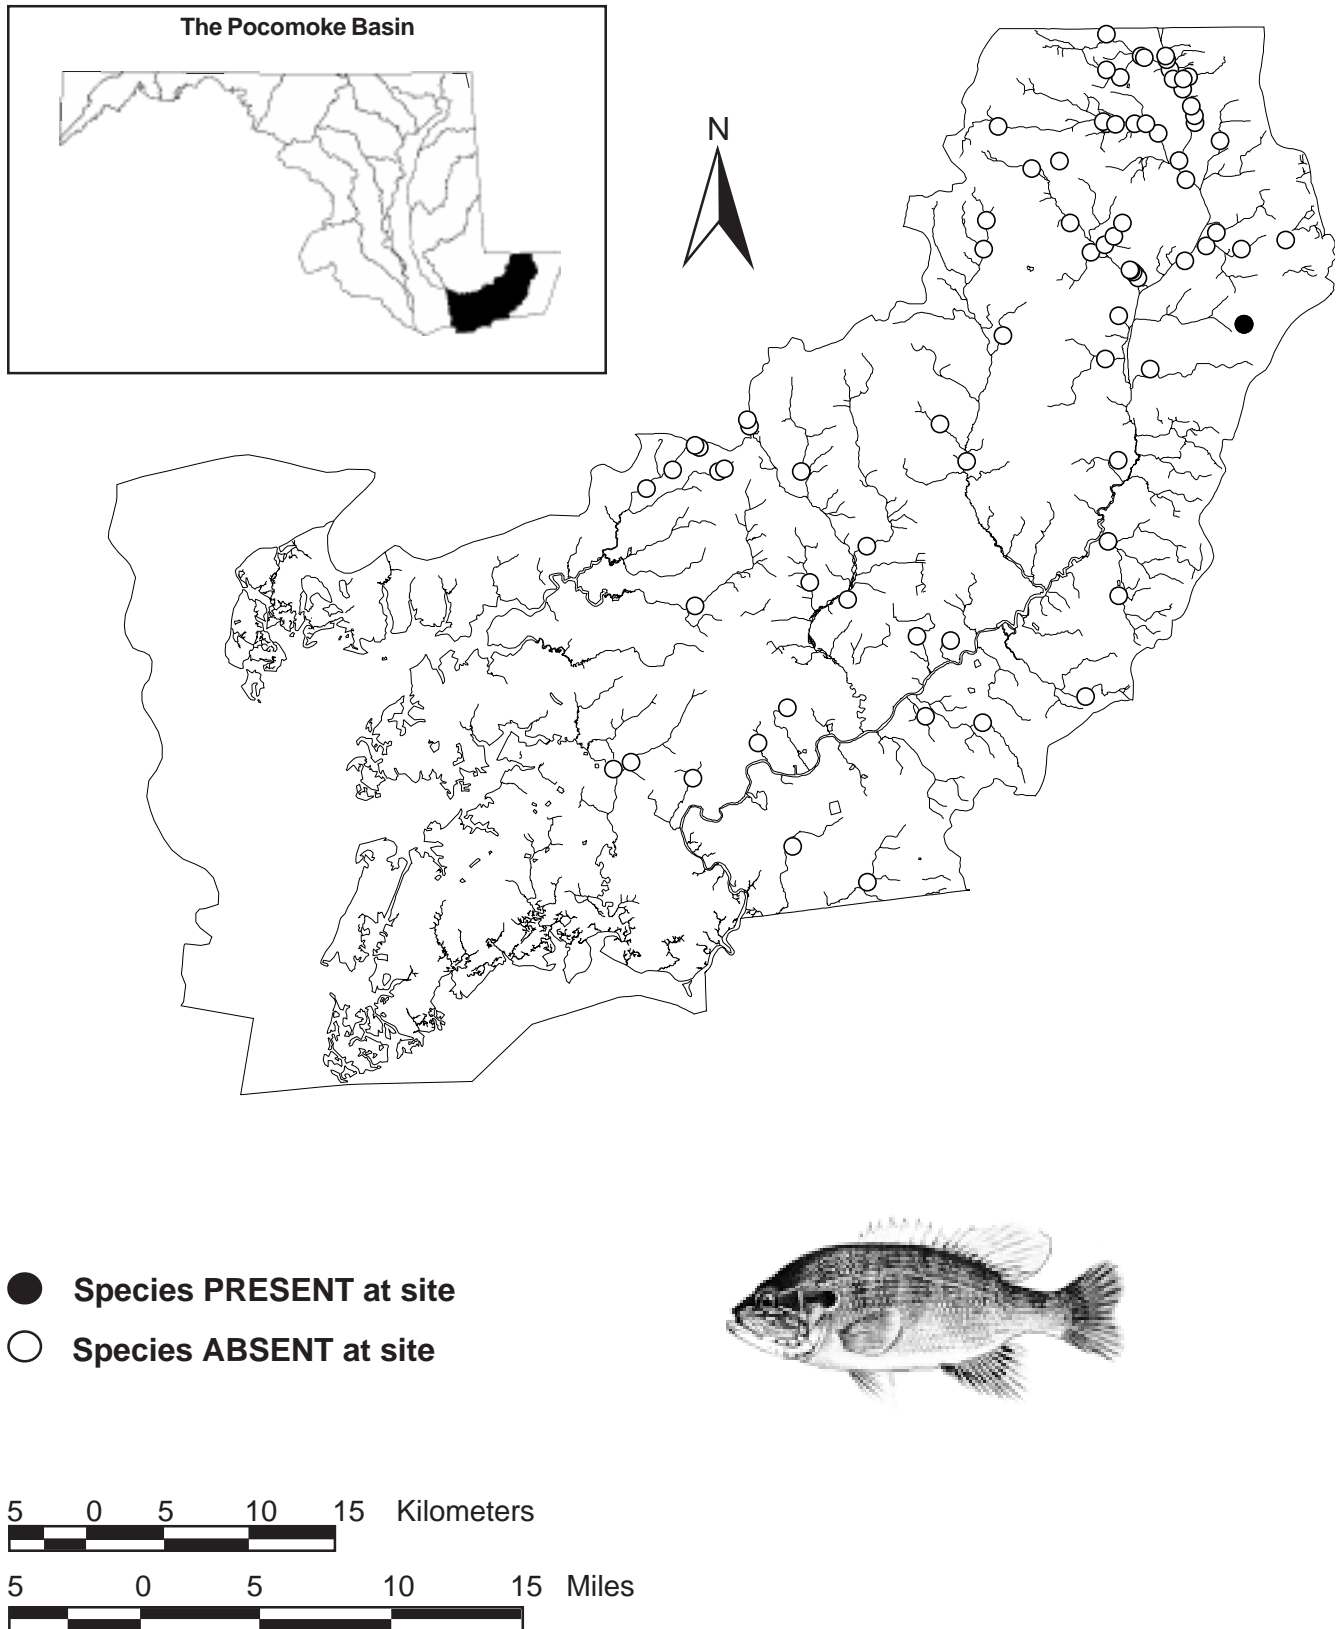 The Pocomoke Basin
N
Species PRESENT at site
Species ABSENT at site
5 0 5 10 15 Kilometers
5 0 5 10 15 Miles